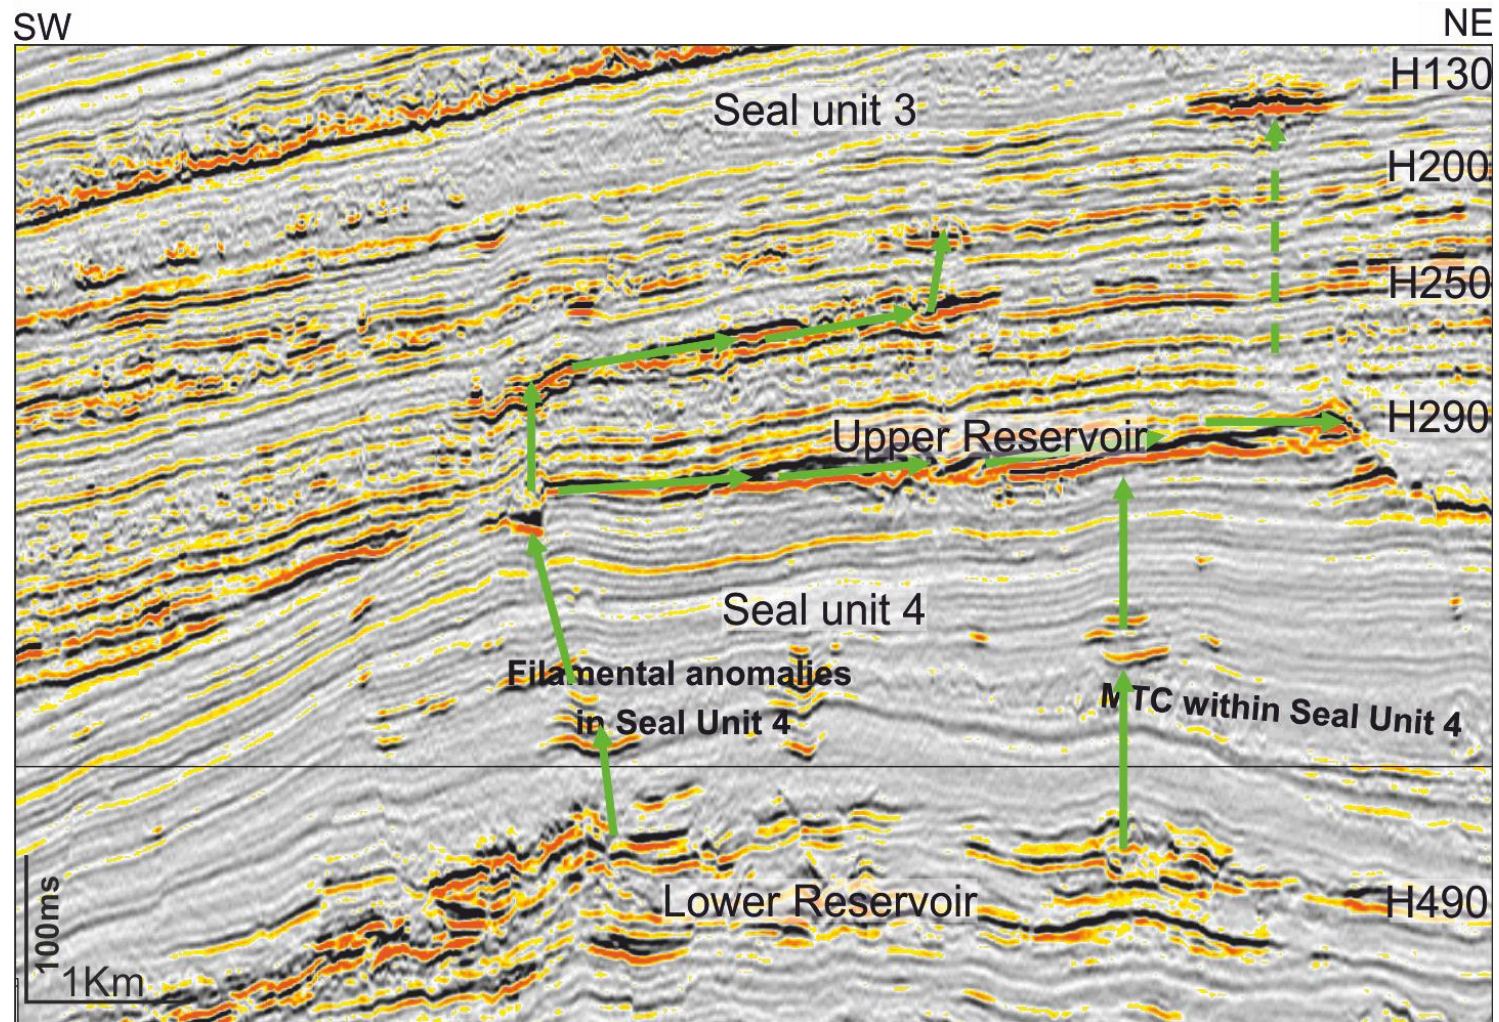 SW
NE
H130
Seal unit 3
H200
H250
H290
Upper Reservoir
Seal unit 4
Filamental anomalies
in Seal Unit 4
MTC within Seal Unit 4
Lower Reservoir
H490
100ms
1Km